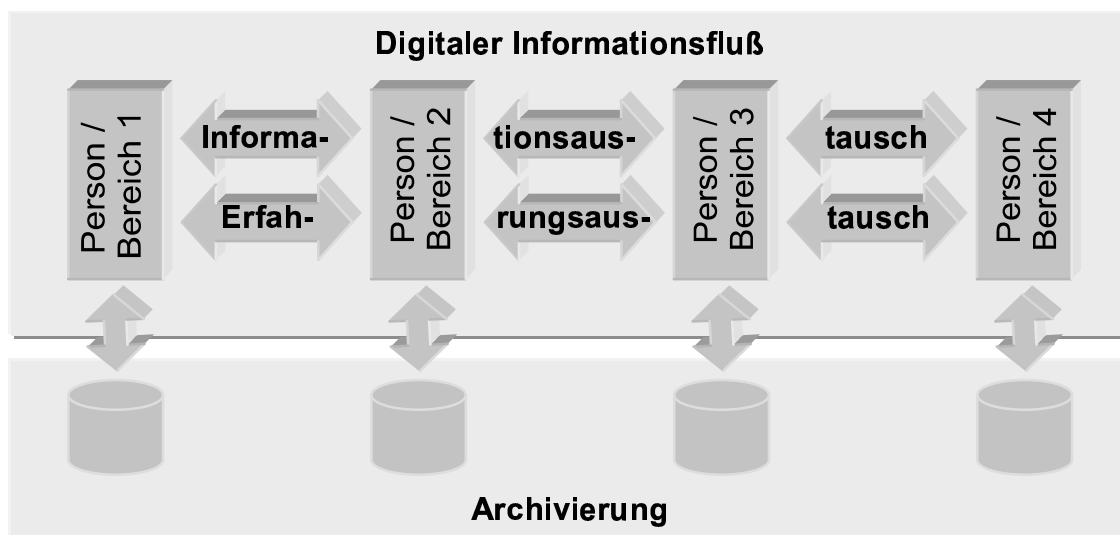 Digitaler Informationsfluß
Person /
Bereich 1
Informa-
Erfah-
Person /
Bereich 2
tionsaus-
rungsaus-
Person /
Bereich 3
tausch
tausch
Person /
Bereich 4
Archivierung